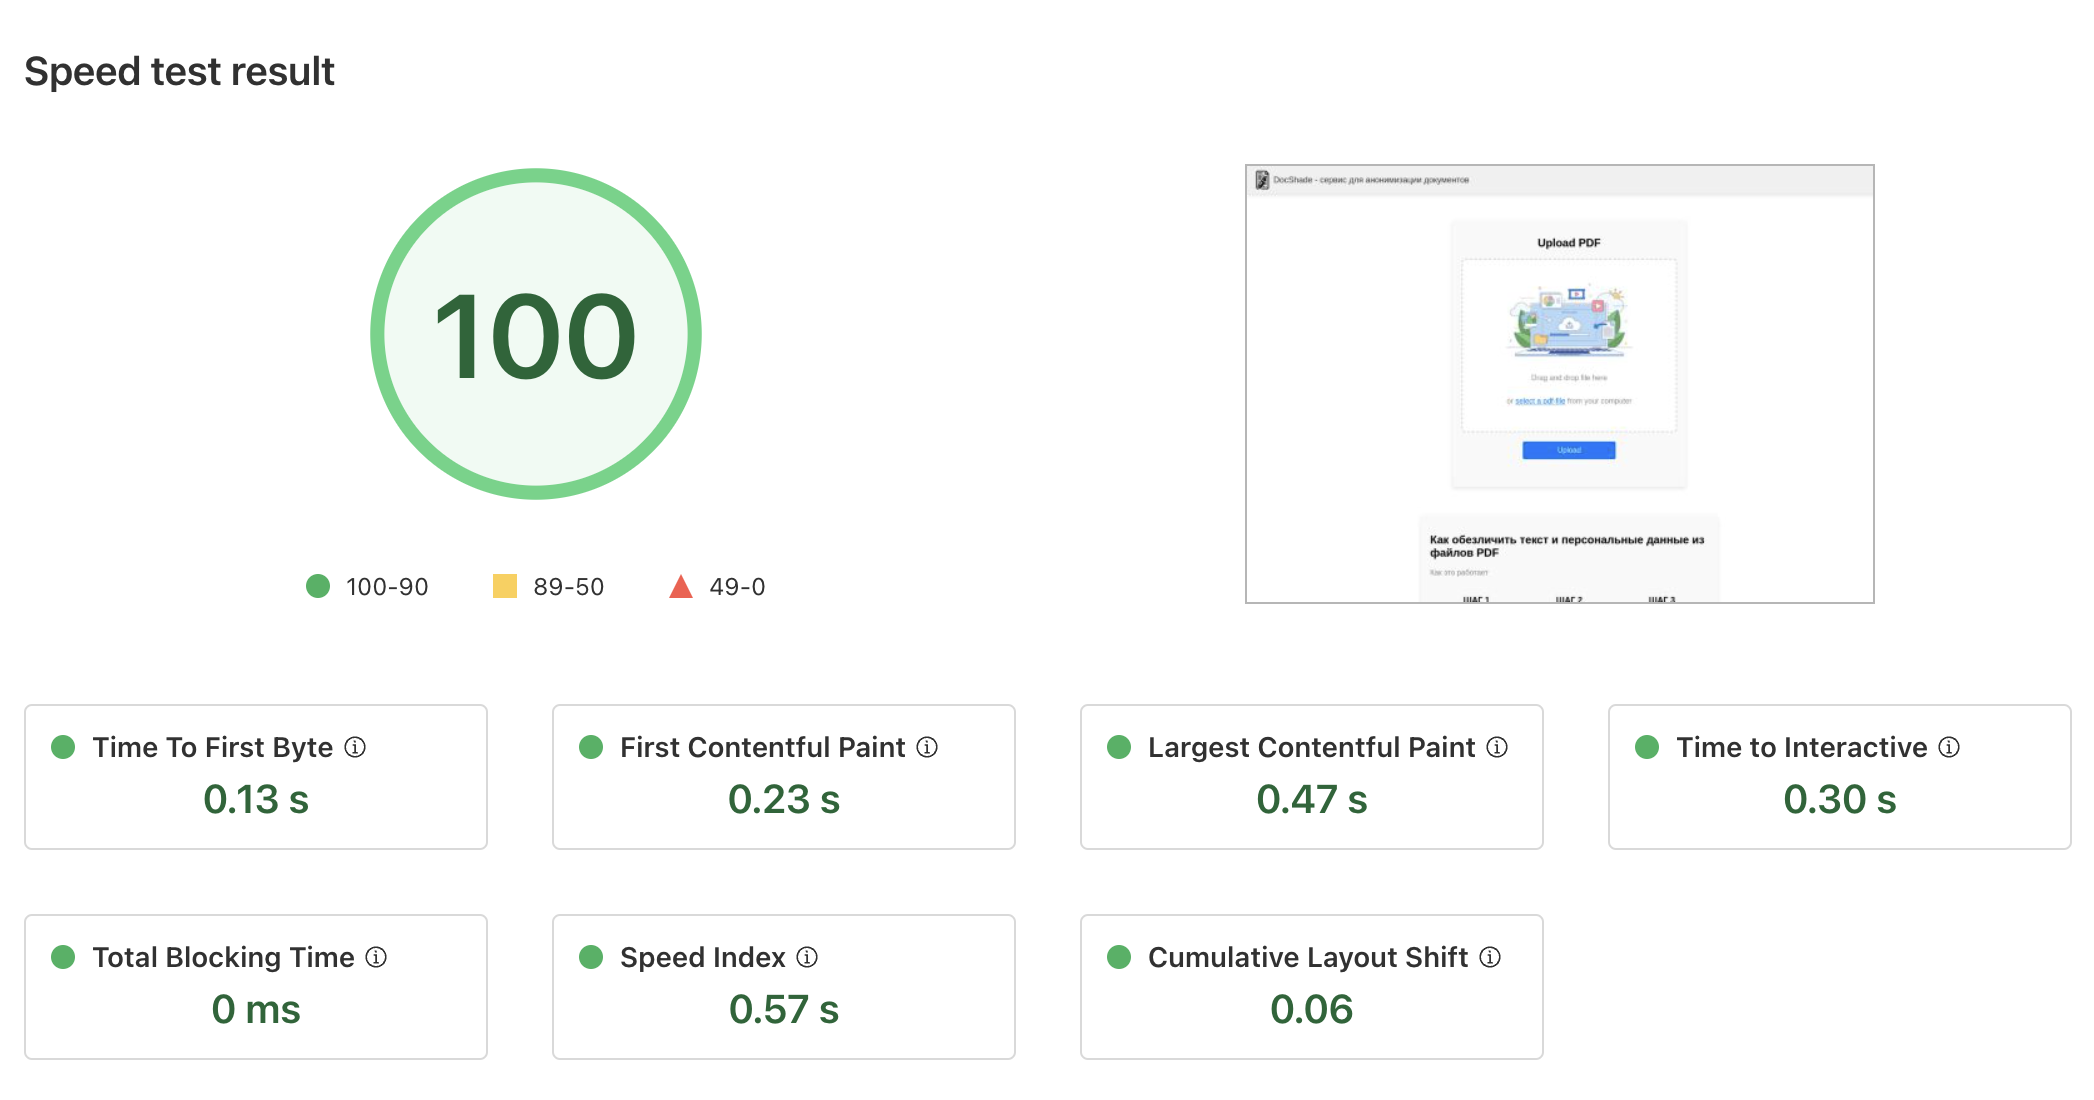 Speed test result
100
100-90
89-50
49-0
DocShade - сервис для анонимизации документов
Upload PDF
Drag and drop file here
or select a pdf file from your computer
Upload
Как обезличить текст и персональные данные из
файлов PDF
Как это работает
ШАГ 1
ШАГ 2
ШАГ 3
Time To First Byte
0.13 s
First Contentful Paint
0.23 s
Largest Contentful Paint
0.47 s
Time to Interactive
0.30 s
Total Blocking Time
0 ms
Speed Index
0.57 s
Cumulative Layout Shift
0.06